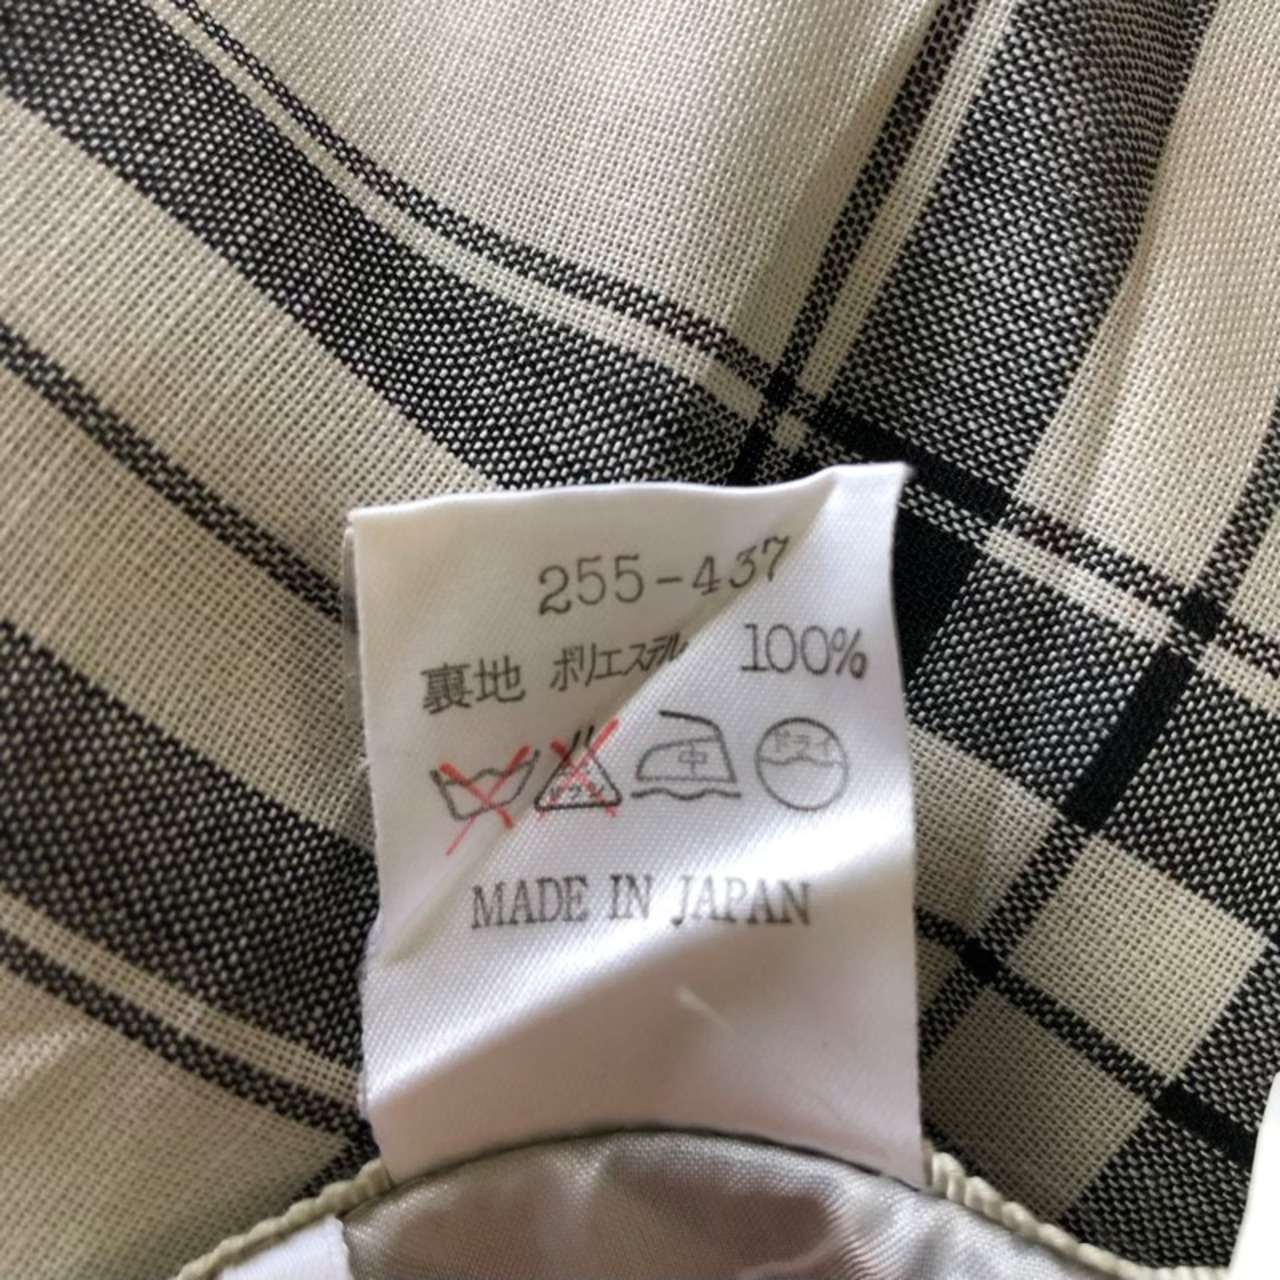 255-437
裏地 ポリエステル 100%
中 ドライ
MADE IN JAPAN